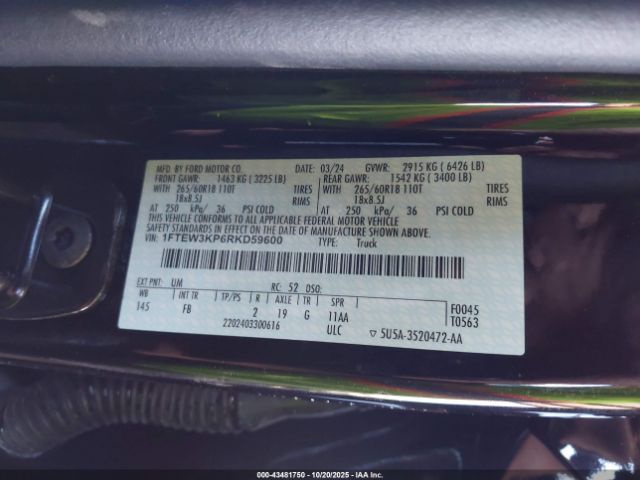 MFD. BY FORD MOTOR CO. 03/24 GVWR: 2915 KG ( 6426 LB)
FRONT GAWR: 1463 KG ( 3225 LB) REAR GAWR: 1542 KG ( 3400 LB)
WITH 265/60R18 110T TIRES WITH 265/60R18 110T TIRES
18x8.5J RIMS 18x8.5J RIMS
AT 250 kPa/ 36 PSI COLD AT 250 kPa/ 36 PSI COLD
THIS VEHICLE CONFORMS TO ALL APPLICABLE FEDERAL MOTOR VEHICLE
SAFETY STANDARDS IN EFFECT ON THE DATE OF MANUFACTURE SHOWN ABOVE.
VIN: 1FTEW3KP6RKD59600 TYPE: Truck
EXT PNT: UM RC: 52 DSO:
WB INT TR TP/PS R AXLE TR SPR F0045
145 FB 2 19 G 11AA T0563
2202403300616 ULC 5U5A-3520472-AA
000-43481750 | 10/20/2025 | IAAI.COM